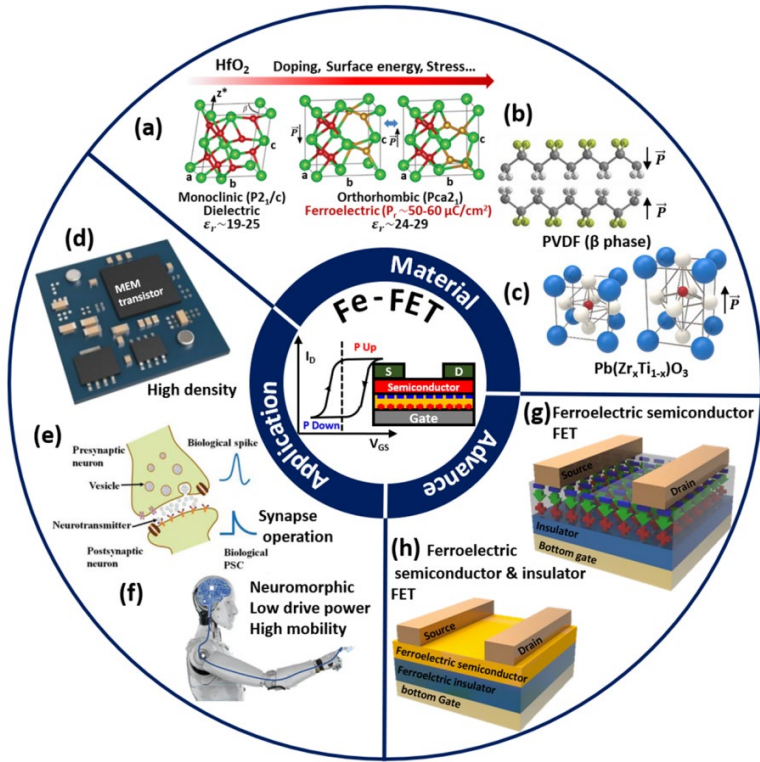 HfO2
Doping, Surface energy, Stress...
(a)
z*
β
P
P
c
c
a
b
a
b
Monoclinic (P21/c)
Dielectric
εr~19-25
Orthorhombic (Pca21)
Ferroelectric (Pr ~50-60 μC/cm2)
εr~24-29
(b)
P
P
PVDF (β phase)
(c)
P
Pb(ZrxTi1-x)O3
(d)
MEM
transistor
High density
Material
Fe-FET
Application
Advance
ID
P Up
P Down
VGS
S
D
Semiconductor
Gate
(e)
Presynaptic
neuron
Biological spike
Vesicle
Neurotransmitter
Synapse
operation
Postsynaptic
neuron
Biological
PSC
(f)
Neuromorphic
Low drive power
High mobility
(g)
Ferroelectric semiconductor
FET
Source
Drain
Insulator
Bottom gate
(h)
Ferroelectric
semiconductor & insulator
FET
Source
Drain
Ferroelectric semiconductor
Ferroelctric insulator
bottom Gate